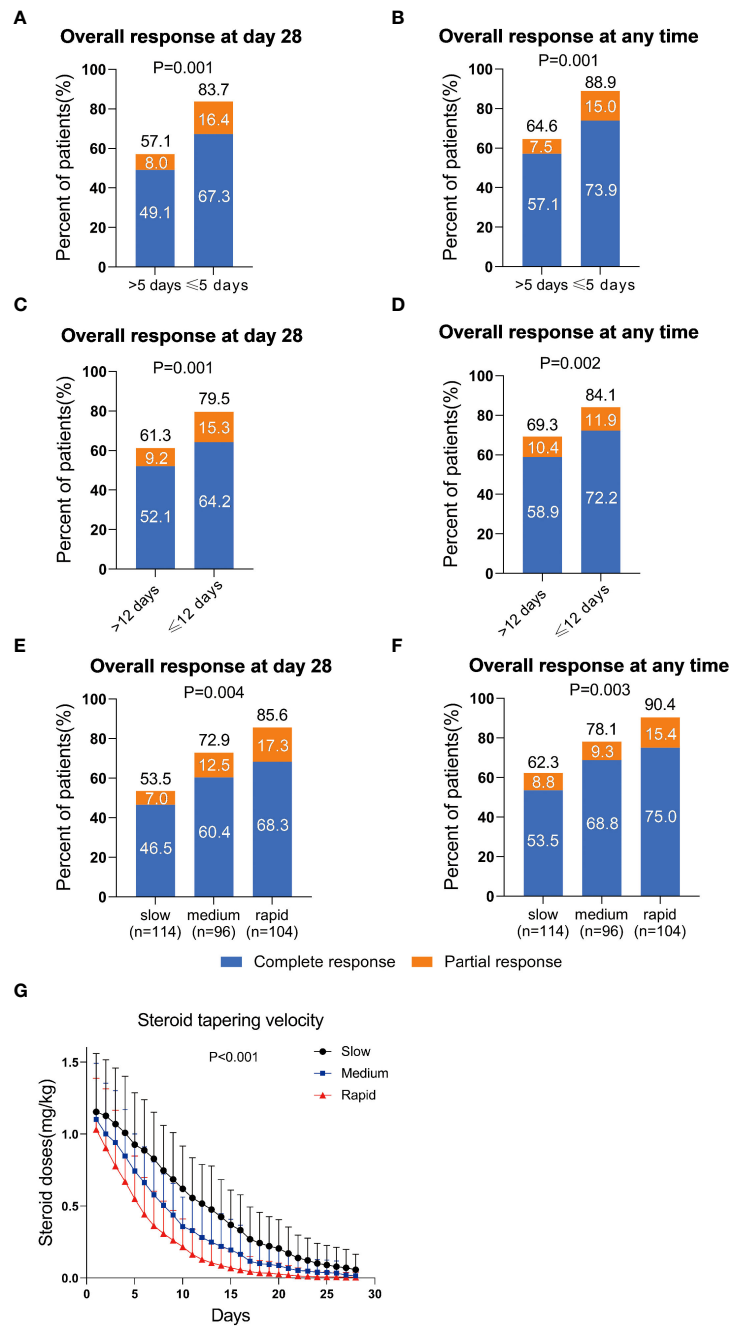 A
Overall response at day 28
P=0.001
Percent of patients(%)
100
80
60
40
20
0
57.1
8.0
49.1
83.7
16.4
67.3
>5 days
≤5 days
B
Overall response at any time
P=0.001
Percent of patients(%)
100
80
60
40
20
0
64.6
7.5
57.1
88.9
15.0
73.9
>5 days
≤5 days
C
Overall response at day 28
P=0.001
Percent of patients(%)
100
80
60
40
20
0
61.3
9.2
52.1
79.5
15.3
64.2
>12 days
≤12 days
D
Overall response at any time
P=0.002
Percent of patients(%)
100
80
60
40
20
0
69.3
10.4
58.9
84.1
11.9
72.2
>12 days
≤12 days
E
Overall response at day 28
P=0.004
Percent of patients(%)
100
80
60
40
20
0
53.5
7.0
46.5
72.9
12.5
60.4
85.6
17.3
68.3
slow
(n=114)
medium
(n=96)
rapid
(n=104)
F
Overall response at any time
P=0.003
Percent of patients(%)
100
80
60
40
20
0
62.3
8.8
53.5
78.1
9.3
68.8
90.4
15.4
75.0
slow
(n=114)
medium
(n=96)
rapid
(n=104)
Complete response
Partial response
G
Steroid tapering velocity
P<0.001
Slow
Medium
Rapid
Steroid doses(mg/kg)
1.5
1.0
0.5
0.0
0
5
10
15
20
25
30
Days